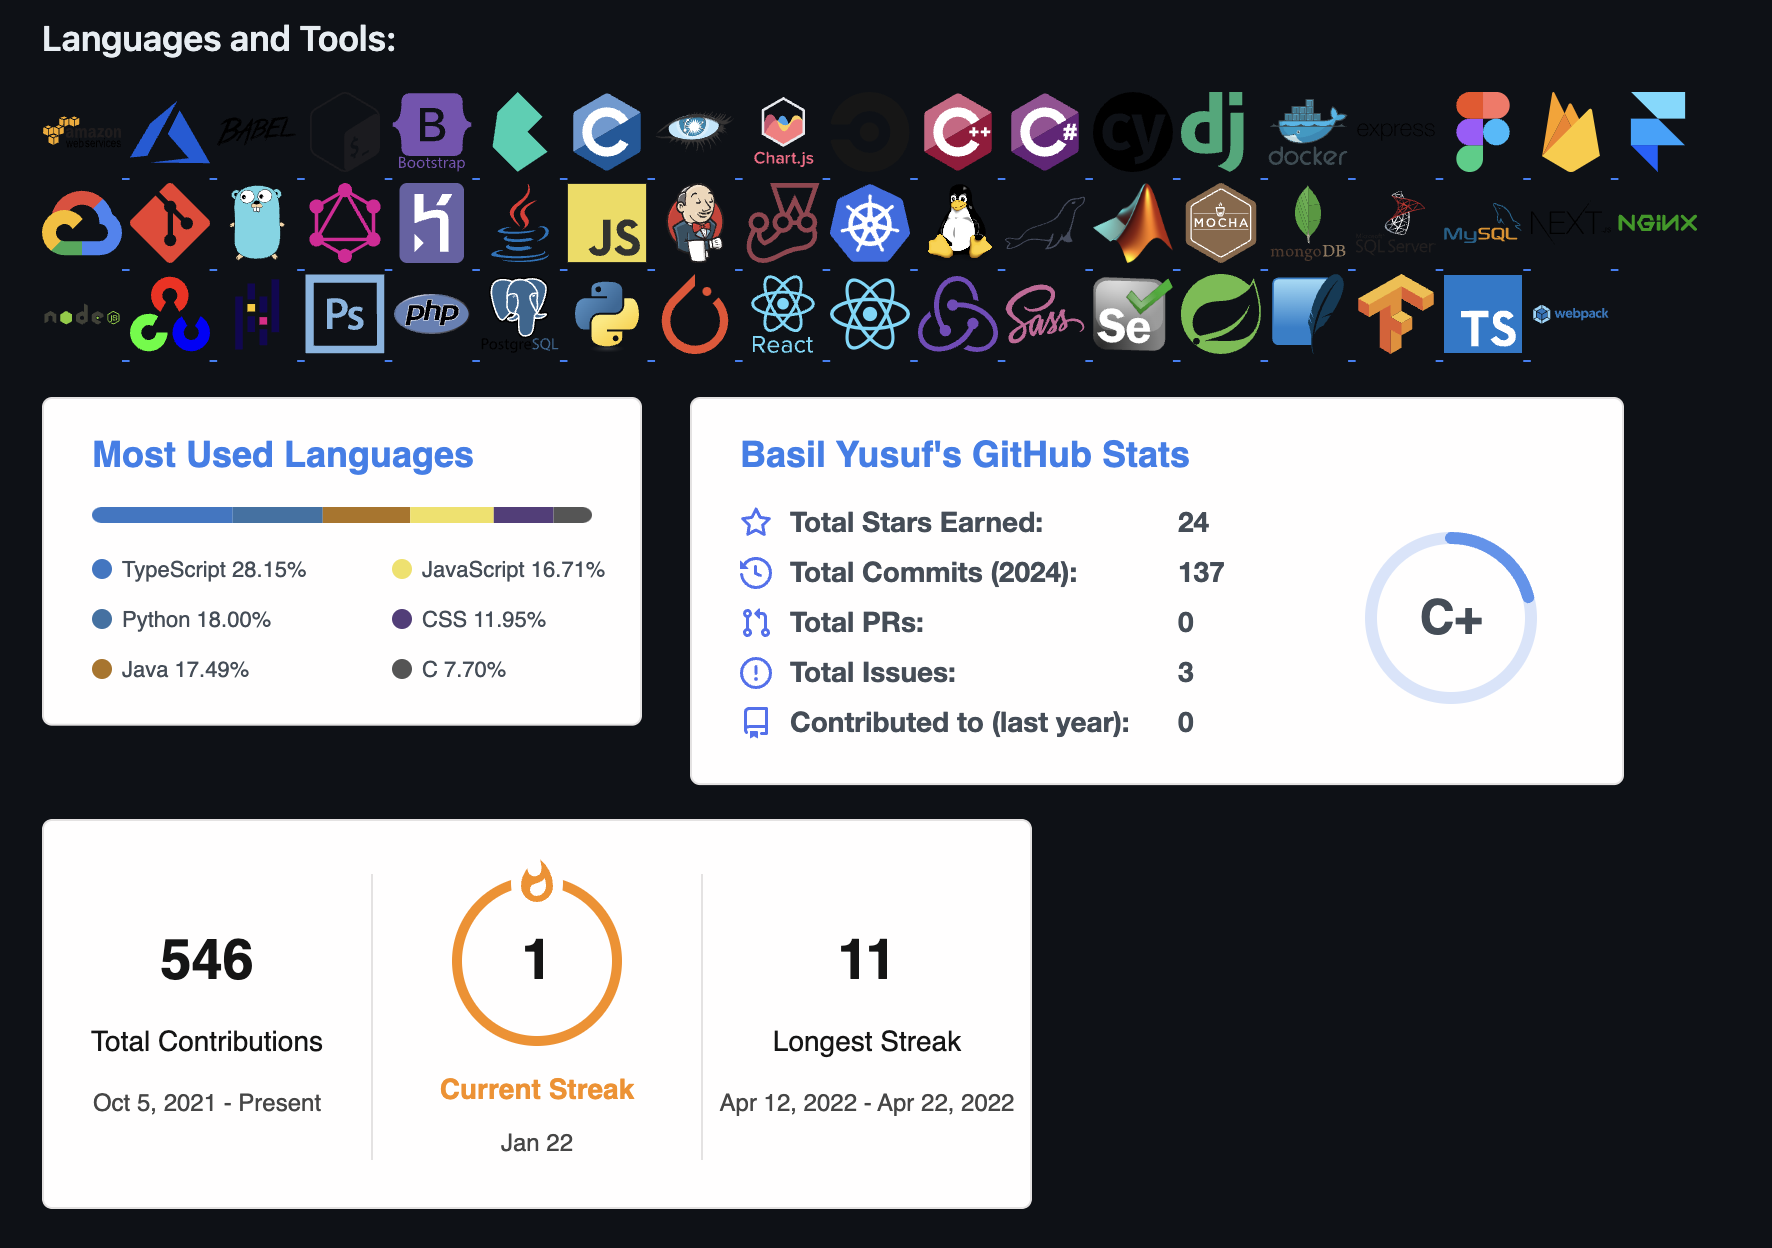 Languages and Tools:
amazon
webservices
BABEL
$_
B
Bootstrap
C
Chart.js
C++
C#
cy
dj
docker
express
JS
MOCHA
mongoDB
SQL Server
MySQL
NEXT.JS
NGINX
node
JS
Ps
php
PostgreSQL
React
Sass
Se
TS
webpack
Most Used Languages
TypeScript 28.15%
JavaScript 16.71%
Python 18.00%
CSS 11.95%
Java 17.49%
C 7.70%
Basil Yusuf's GitHub Stats
Total Stars Earned: 24
Total Commits (2024): 137
Total PRs: 0
Total Issues: 3
Contributed to (last year): 0
C+
546
Total Contributions
Oct 5, 2021 - Present
1
Current Streak
Jan 22
11
Longest Streak
Apr 12, 2022 - Apr 22, 2022